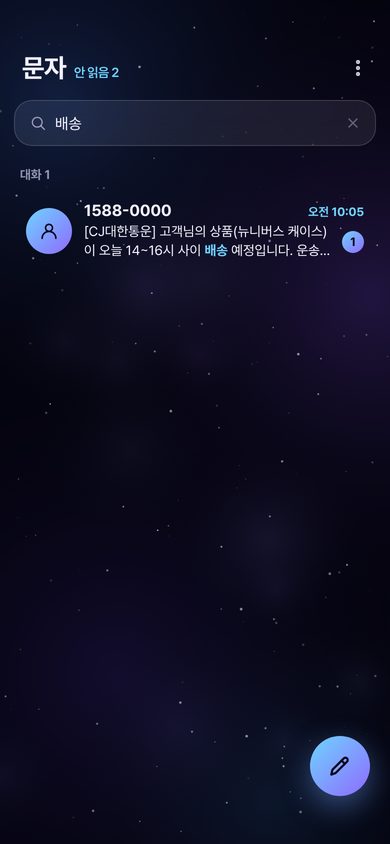 문자 안 읽음 2
배송
대화 1
1588-0000 오전 10:05
[CJ대한통운] 고객님의 상품(뉴니버스 케이스)
이 오늘 14~16시 사이 배송 예정입니다. 운송... 1